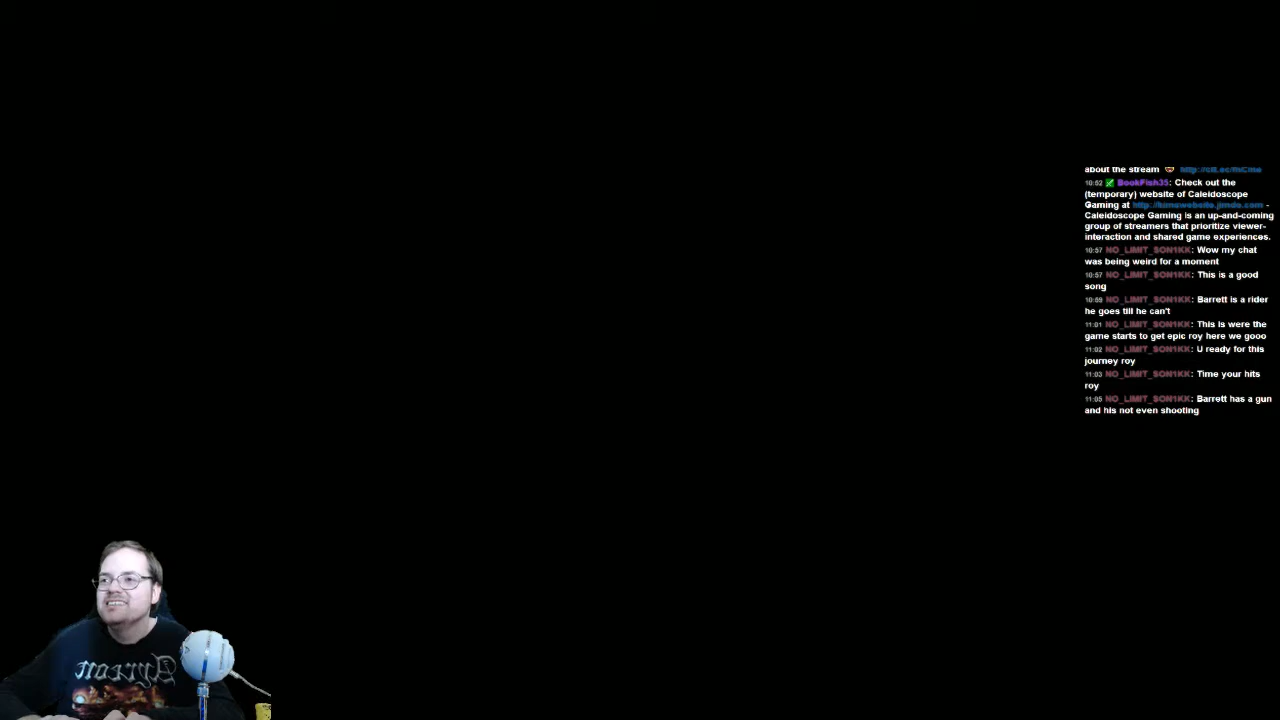 about the stream
10:52 BookFish35: Check out the
(temporary) website of Caleidoscope
Gaming at http://komewebsite.jimdo.com -
Caleidoscope Gaming is an up-and-coming
group of streamers that prioritize viewer-
interaction and shared game experiences.
10:57 NO_LIMIT_SON1KK: Wow my chat
was being weird for a moment
10:57 NO_LIMIT_SON1KK: This is a good
song
10:59 NO_LIMIT_SON1KK: Barrett is a rider
he goes till he can't
11:01 NO_LIMIT_SON1KK: This is were the
game starts to get epic roy here we gooo
11:02 NO_LIMIT_SON1KK: U ready for this
journey roy
11:03 NO_LIMIT_SON1KK: Time your hits
roy
11:05 NO_LIMIT_SON1KK: Barrett has a gun
and his not even shooting
Ayreon